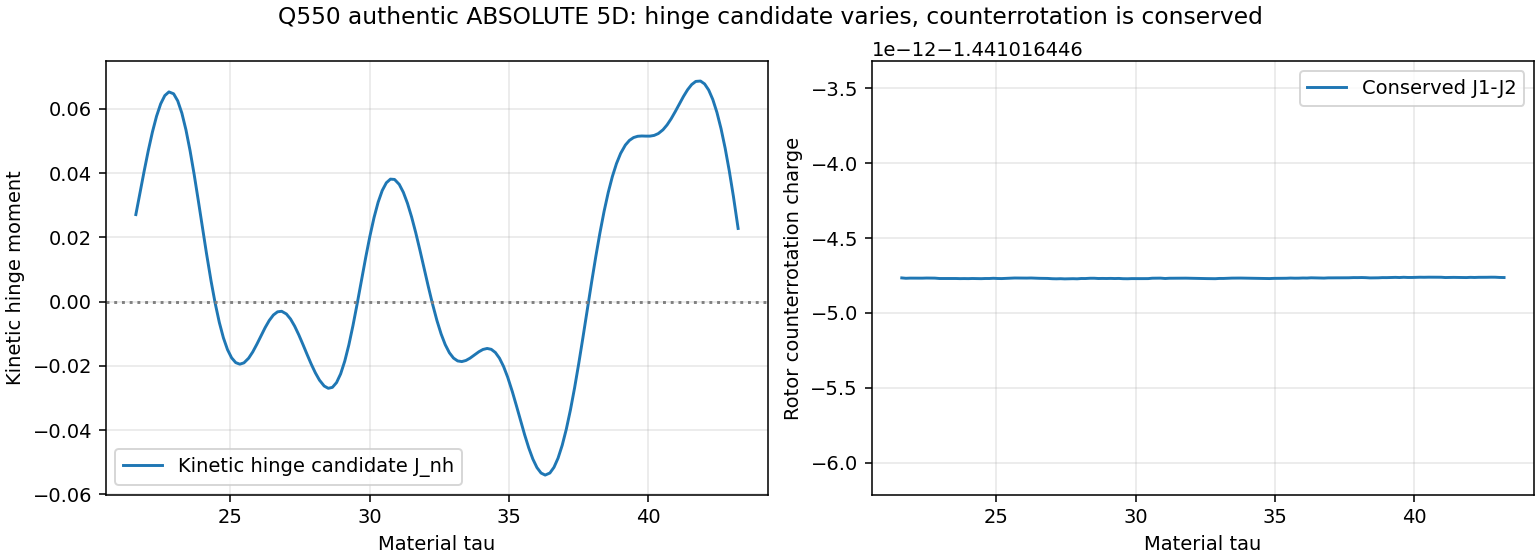 Q550 authentic ABSOLUTE 5D: hinge candidate varies, counterrotation is conserved
Kinetic hinge moment
0.06
0.04
0.02
0.00
−0.02
−0.04
−0.06
Kinetic hinge candidate J_nh
25
30
35
40
Material tau
1e−12−1.441016446
Rotor counterrotation charge
−3.5
−4.0
−4.5
−5.0
−5.5
−6.0
Conserved J1-J2
25
30
35
40
Material tau